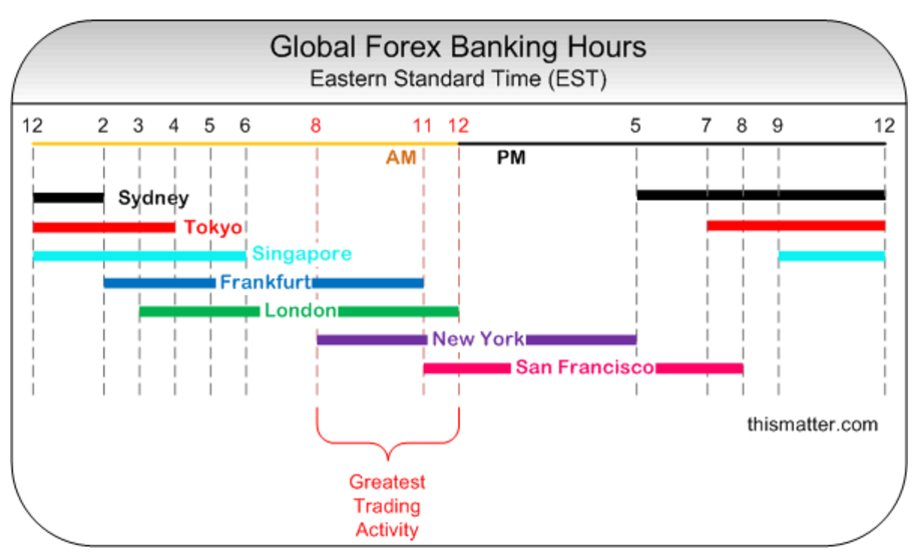 Global Forex Banking Hours
Eastern Standard Time (EST)
12 2 3 4 5 6 8 11 12 5 7 8 9 12
AM PM
Sydney
Tokyo
Singapore
Frankfurt
London
New York
San Francisco
thismatter.com
Greatest
Trading
Activity